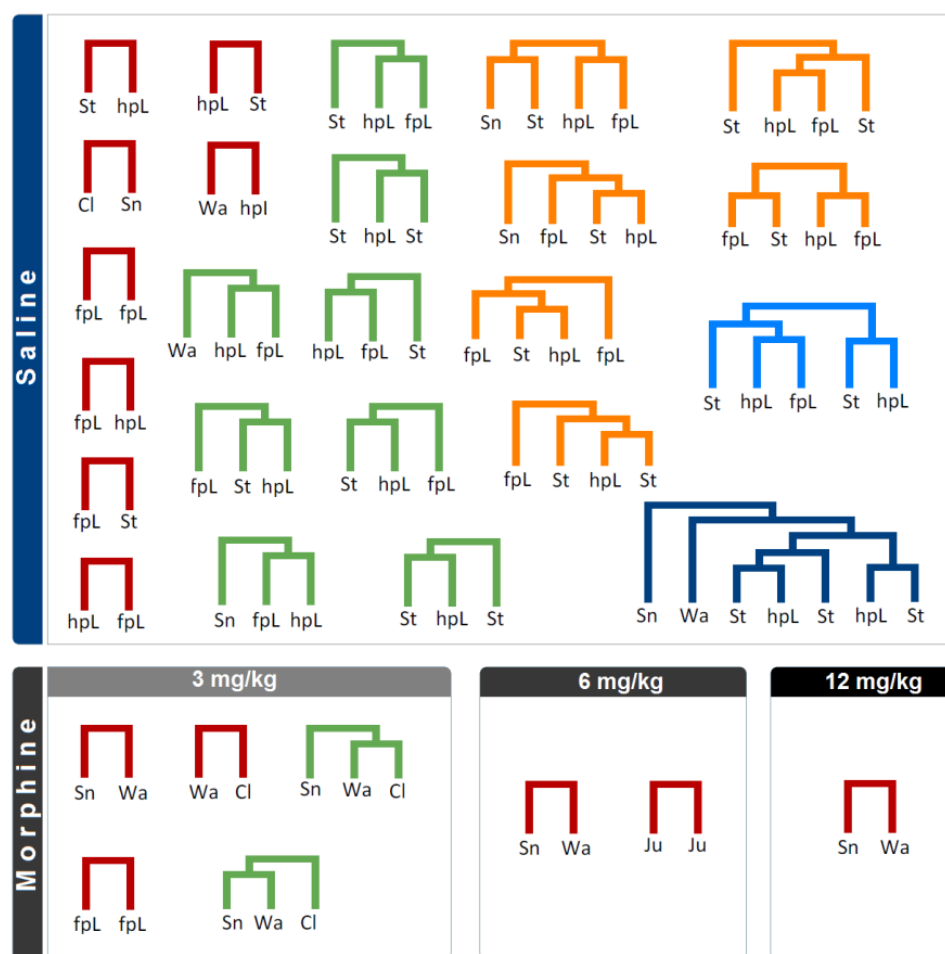 Saline
St hpL
hpL St
St hpL fpL
Sn St hpL fpL
St hpL fpL St
Cl Sn
Wa hpl
St hpL St
Sn fpL St hpL
fpL St hpL fpL
fpL fpL
Wa hpL fpL
hpL fpL St
fpL St hpL fpL
St hpL fpL St hpL
fpL hpL
fpL St hpL
St hpL fpL
fpL St hpL St
fpL St
hpL fpL
Sn fpL hpL
St hpL St
Sn Wa St hpL St hpL St
Morphine
3 mg/kg
Sn Wa
Wa Cl
Sn Wa Cl
fpL fpL
Sn Wa Cl
6 mg/kg
Sn Wa
Ju Ju
12 mg/kg
Sn Wa